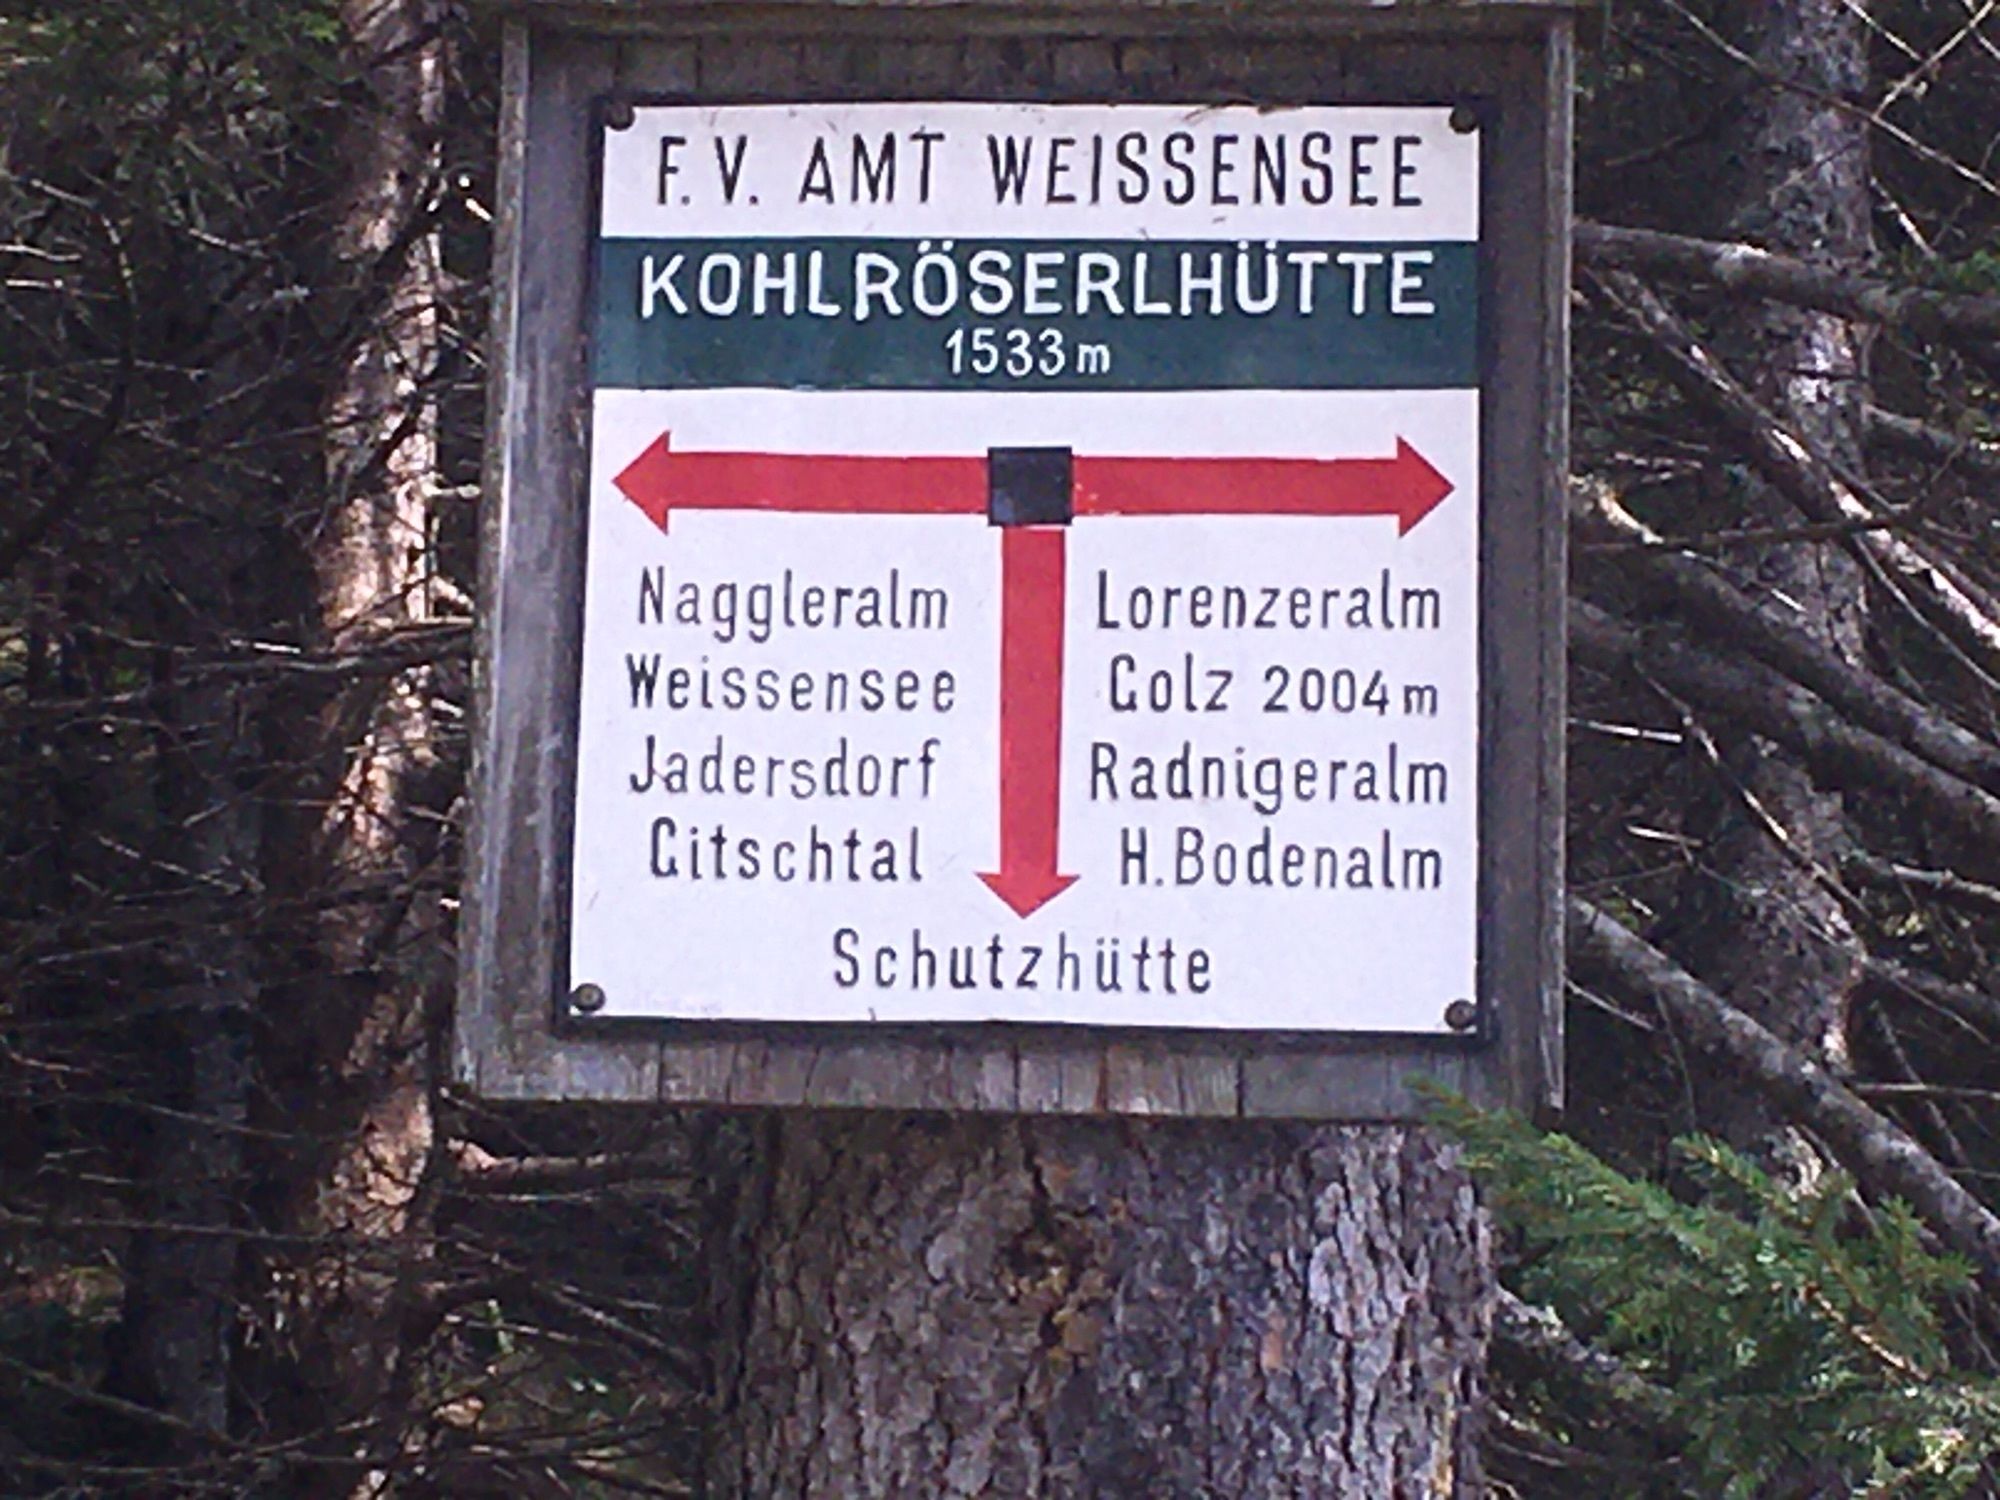 F.V. AMT WEISSENSEE
KOHLRÖSERLHÜTTE
1533m
Naggleralm
Weissensee
Jadersdorf
Gitschtal
Lorenzeralm
Golz 2004m
Radnigeralm
H.Bodenalm
Schutzhütte